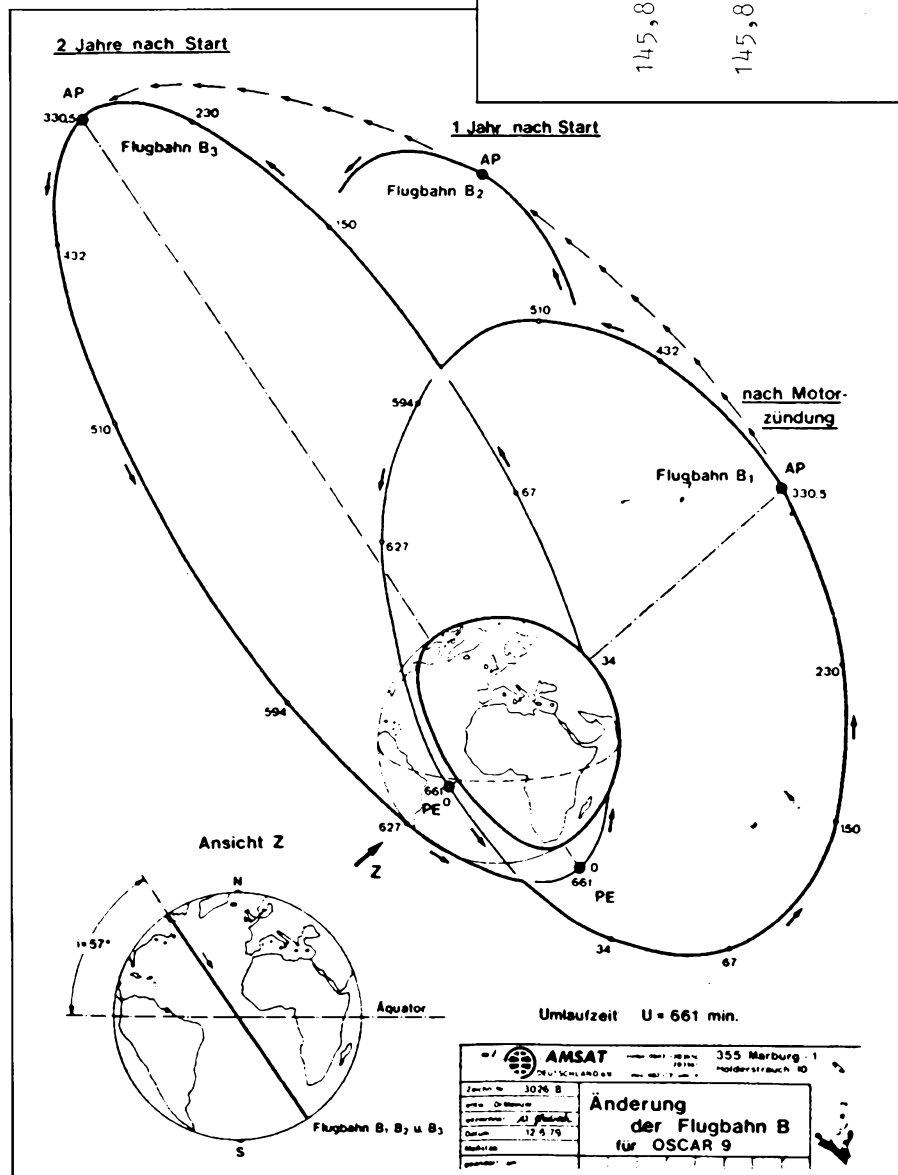 145,8
145,8
2 Jahre nach Start
AP
330.5
230
Flugbahn B3
1 Jahr nach Start
AP
Flugbahn B2
150
432
510
432
nach Motor-
zündung
594
510
Flugbahn B1
AP
330.5
67
627
34
230
594
661
0
PE
627
150
Ansicht Z
Z
0
661
PE
N
34
67
i=57°
Äquator
Umlaufzeit U = 661 min.
Flugbahn B1 B2 u. B3
S
AMSAT
DEUTSCHLAND e.V.
355 Marburg - 1
Holderstrauch 10
Zeichn. Nr. 3026 B
Datum 12.6.79
Änderung
der Flugbahn B
für OSCAR 9